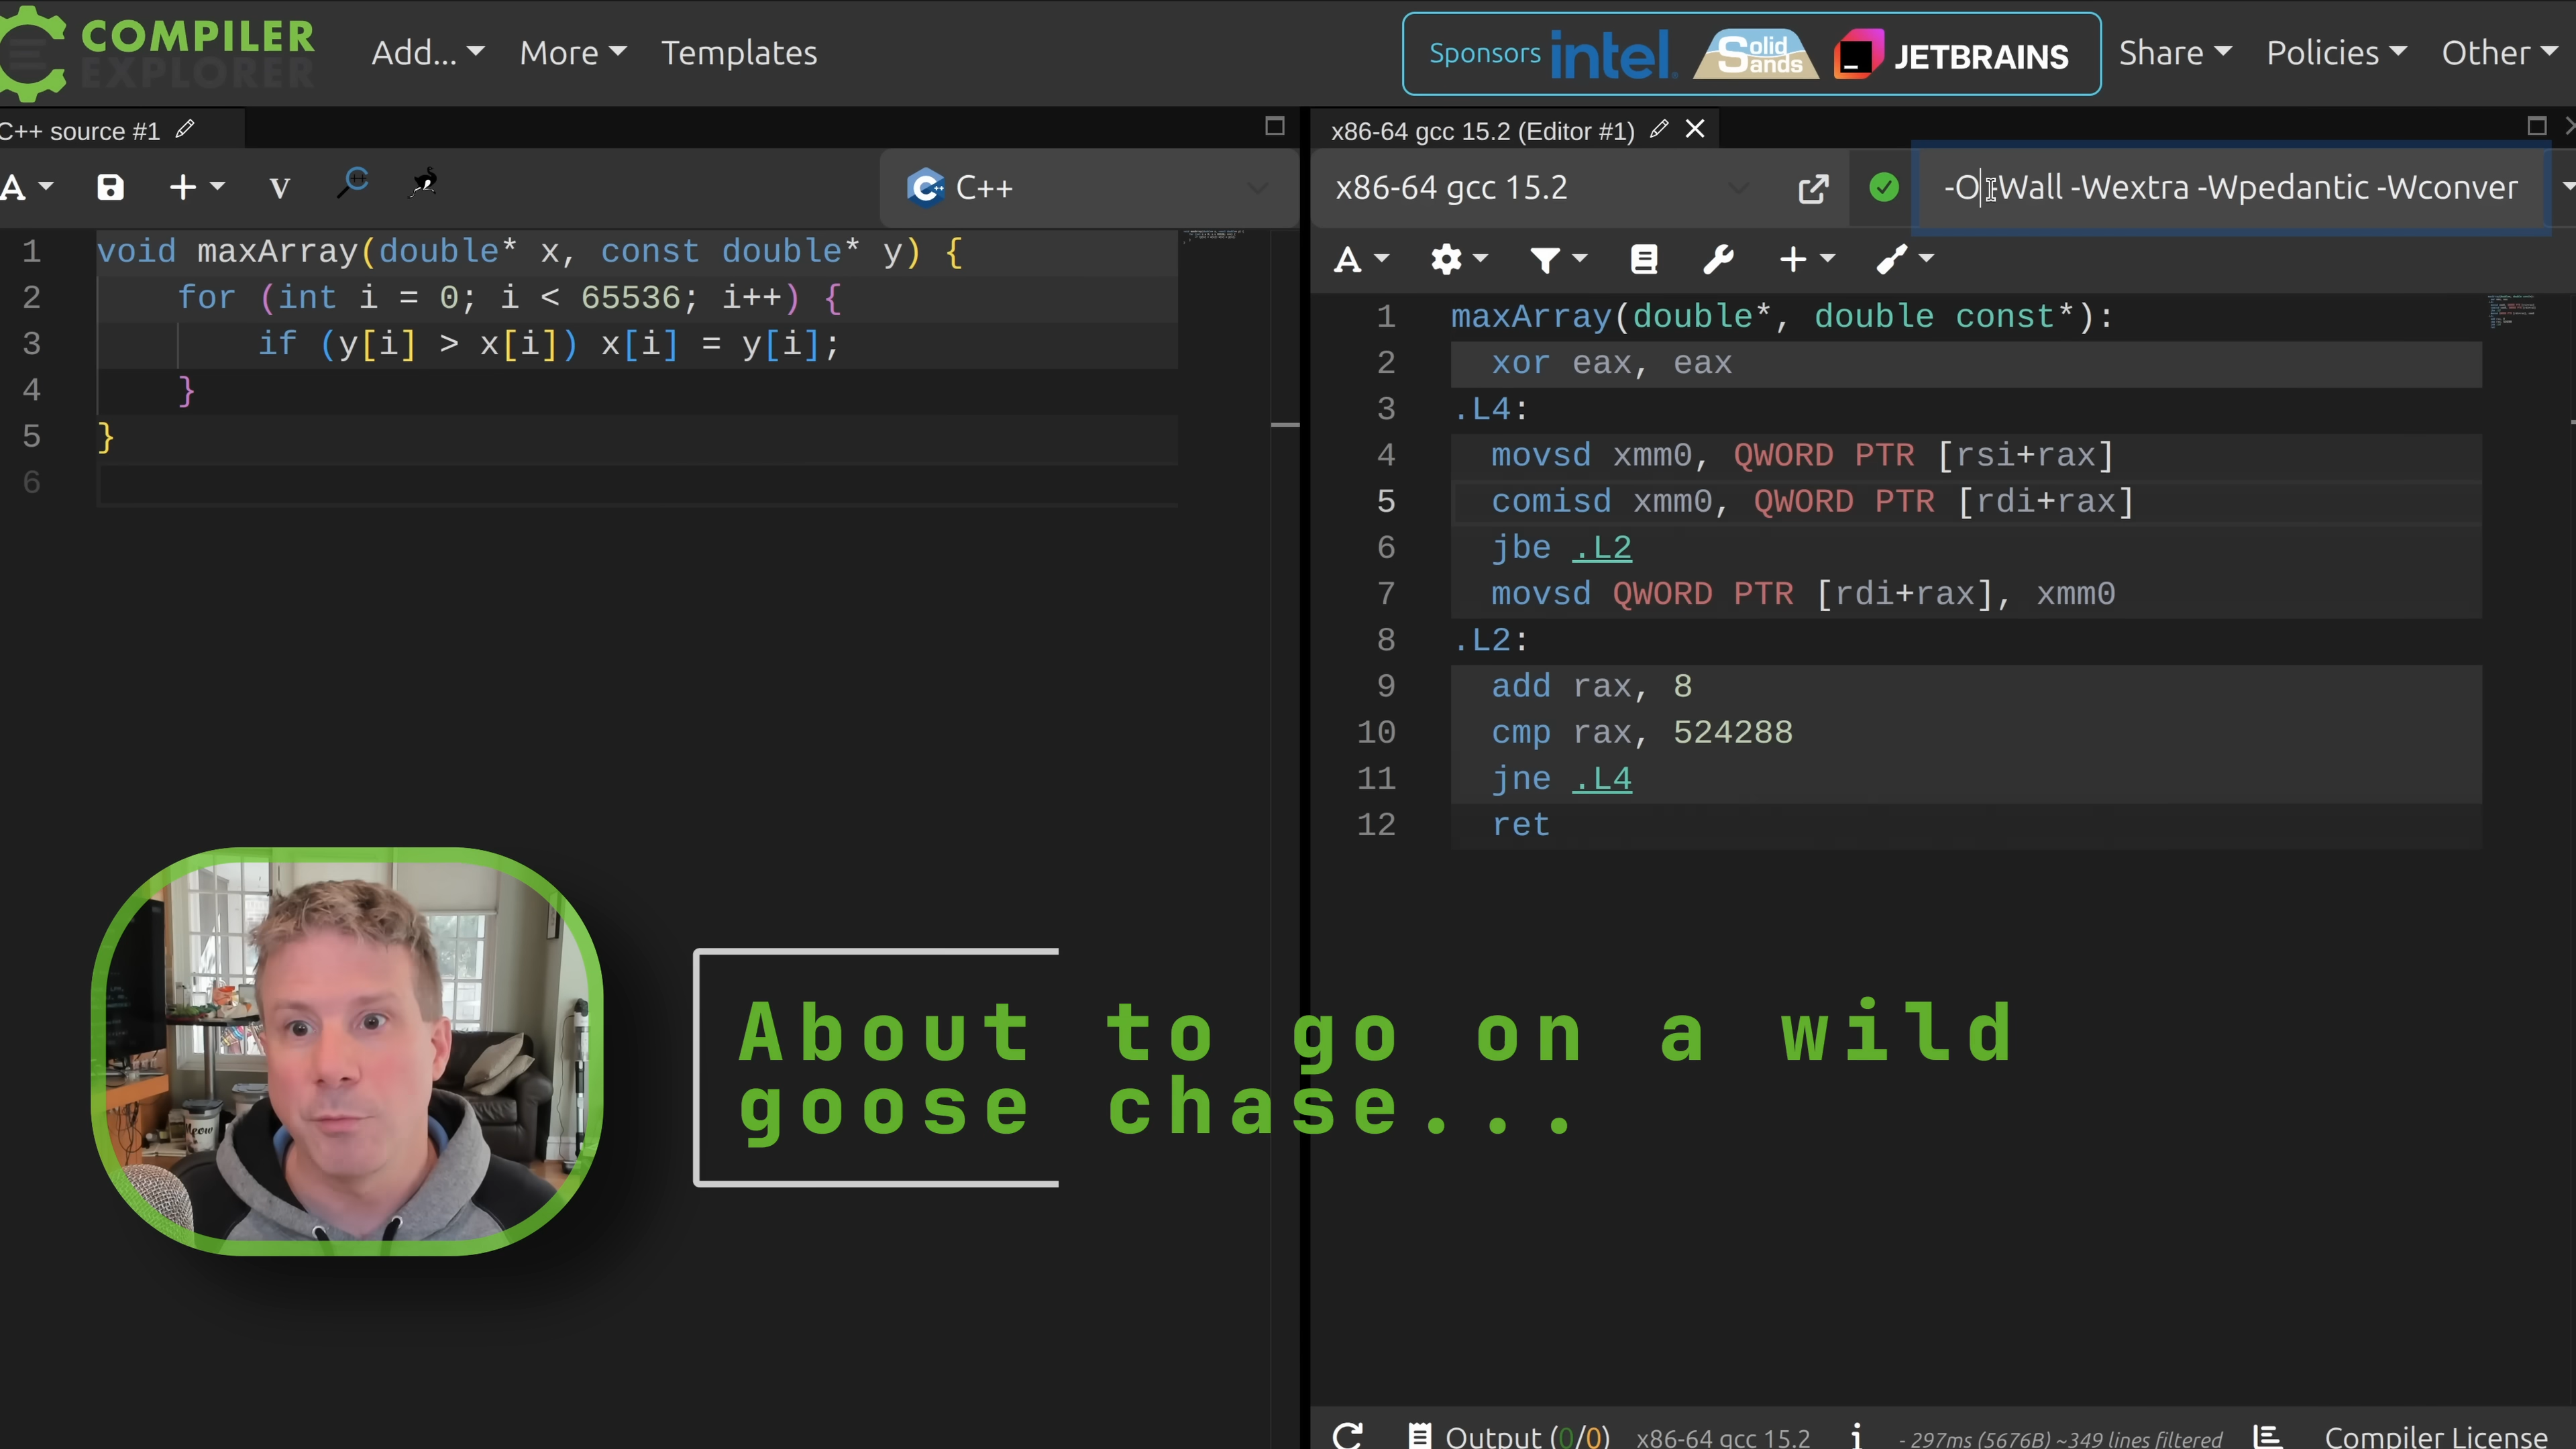 COMPILER
EXPLORER
Add...
More
Templates
Sponsors
intel.
Solid
Sands
JETBRAINS
Share
Policies
Other
C++ source #1
x86-64 gcc 15.2 (Editor #1)
A
V
C++
x86-64 gcc 15.2
-O -Wall -Wextra -Wpedantic -Wconver
A
1 void maxArray(double* x, const double* y) {
2 for (int i = 0; i < 65536; i++) {
3 if (y[i] > x[i]) x[i] = y[i];
4 }
5 }
6
1 maxArray(double*, double const*):
2 xor eax, eax
3 .L4:
4 movsd xmm0, QWORD PTR [rsi+rax]
5 comisd xmm0, QWORD PTR [rdi+rax]
6 jbe .L2
7 movsd QWORD PTR [rdi+rax], xmm0
8 .L2:
9 add rax, 8
10 cmp rax, 524288
11 jne .L4
12 ret
Meow
About to go on a wild
goose chase...
Output (0/0) x86-64 gcc 15.2 i - 297ms (5676B) ~349 lines filtered Compiler License